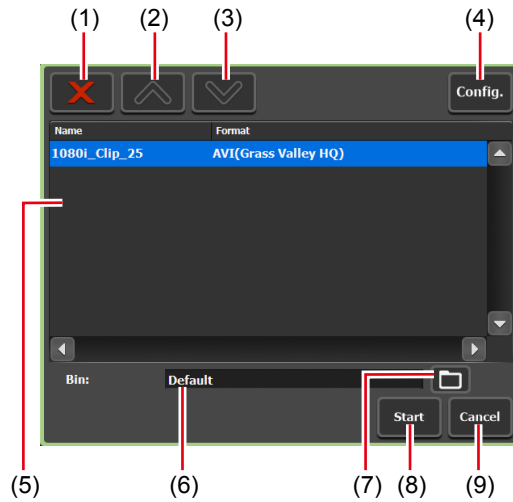 (1) (2) (3) (4)
Config.
Name Format
1080i_Clip_25 AVI(Grass Valley HQ)
Bin: Default
Start Cancel
(5) (6) (7) (8) (9)